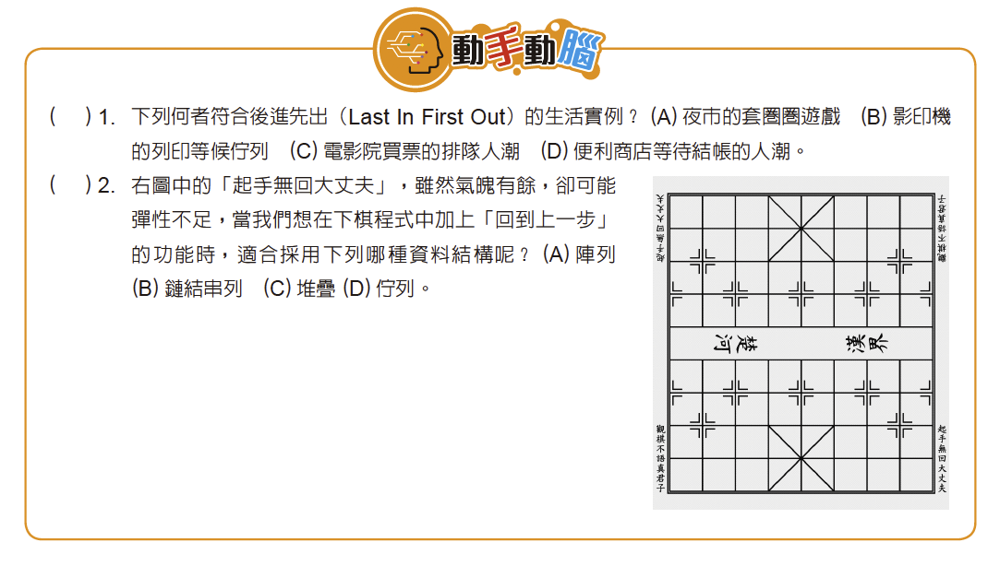 動手動腦
(　) 1. 下列何者符合後進先出（Last In First Out）的生活實例？ (A) 夜市的套圈圈遊戲　(B) 影印機
的列印等候佇列　(C) 電影院買票的排隊人潮　(D) 便利商店等待結帳的人潮。
(　) 2. 右圖中的「起手無回大丈夫」，雖然氣魄有餘，卻可能
彈性不足，當我們想在下棋程式中加上「回到上一步」
的功能時，適合採用下列哪種資料結構呢？ (A) 陣列
(B) 鏈結串列　(C) 堆疊 (D) 佇列。
起手無回大丈夫
觀棋不語真君子
楚河
漢界
觀棋不語真君子
起手無回大丈夫